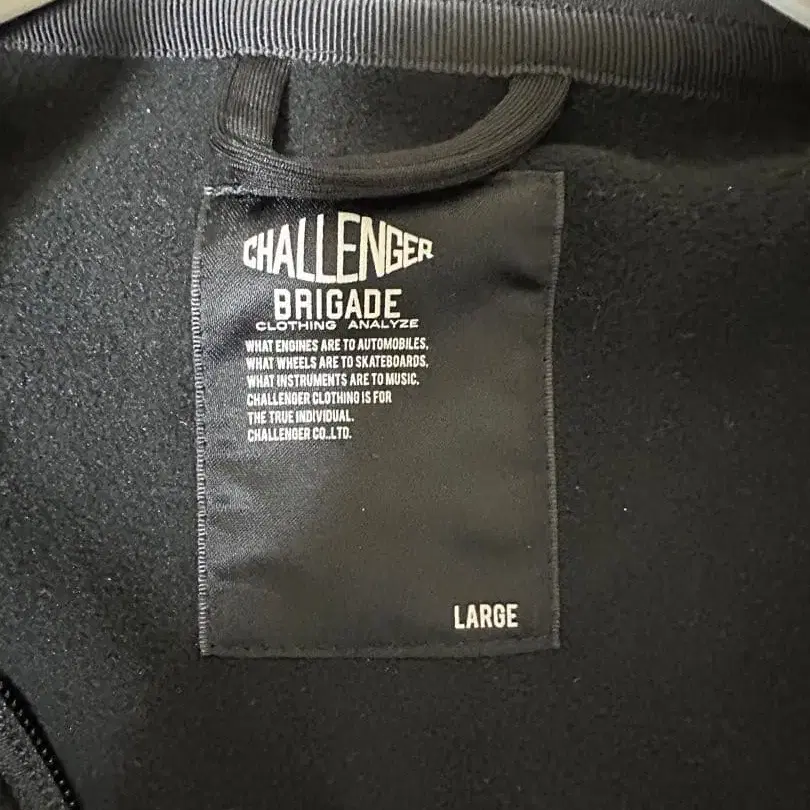 CHALLENGER
BRIGADE
CLOTHING ANALYZE
WHAT ENGINES ARE TO AUTOMOBILES,
WHAT WHEELS ARE TO SKATEBOARDS,
WHAT INSTRUMENTS ARE TO MUSIC.
CHALLENGER CLOTHING IS FOR
THE TRUE INDIVIDUAL.
CHALLENGER CO.,LTD.
LARGE